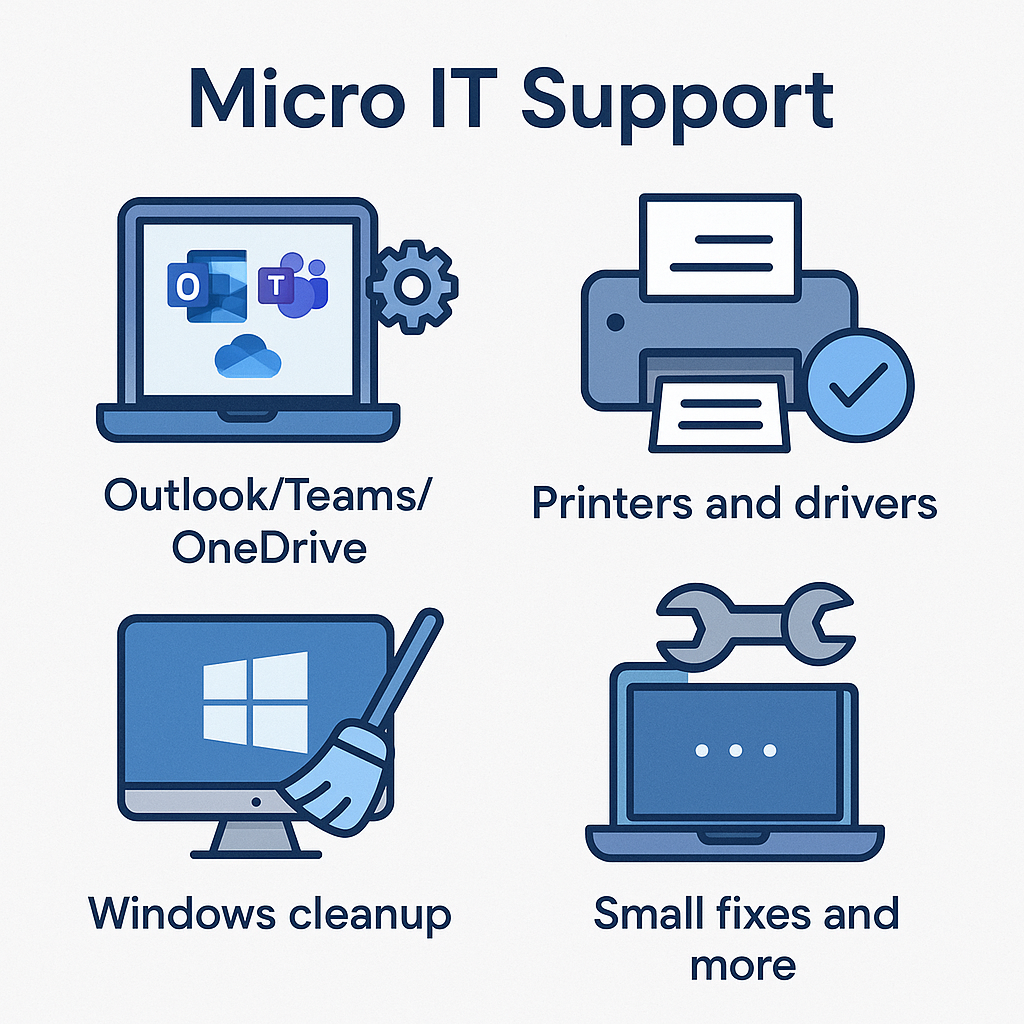 Micro IT Support
O
T
Outlook/Teams/
OneDrive
Printers and drivers
Windows cleanup
Small fixes and
more